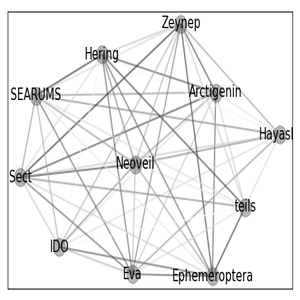 Zeynep
Hering
SEARUMS
Arctigenin
Hayasl
Neoveil
Sect
teils
IDO
Eva
Ephemeroptera